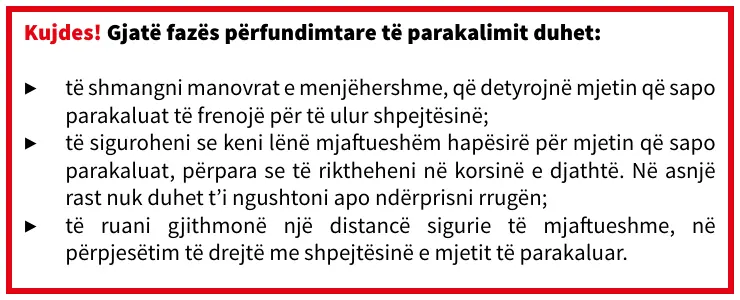 Kujdes! Gjatë fazës përfundimtare të parakalimit duhet:
► të shmangni manovrat e menjëhershme, që detyrojnë mjetin që sapo
parakaluat të frenojë për të ulur shpejtësinë;
► të siguroheni se keni lënë mjaftueshëm hapësirë për mjetin që sapo
parakaluat, përpara se të riktheheni në korsinë e djathtë. Në asnjë
rast nuk duhet t’i ngushtoni apo ndërprisni rrugën;
► të ruani gjithmonë një distancë sigurie të mjaftueshme, në
përpjesëtim të drejtë me shpejtësinë e mjetit të parakaluar.